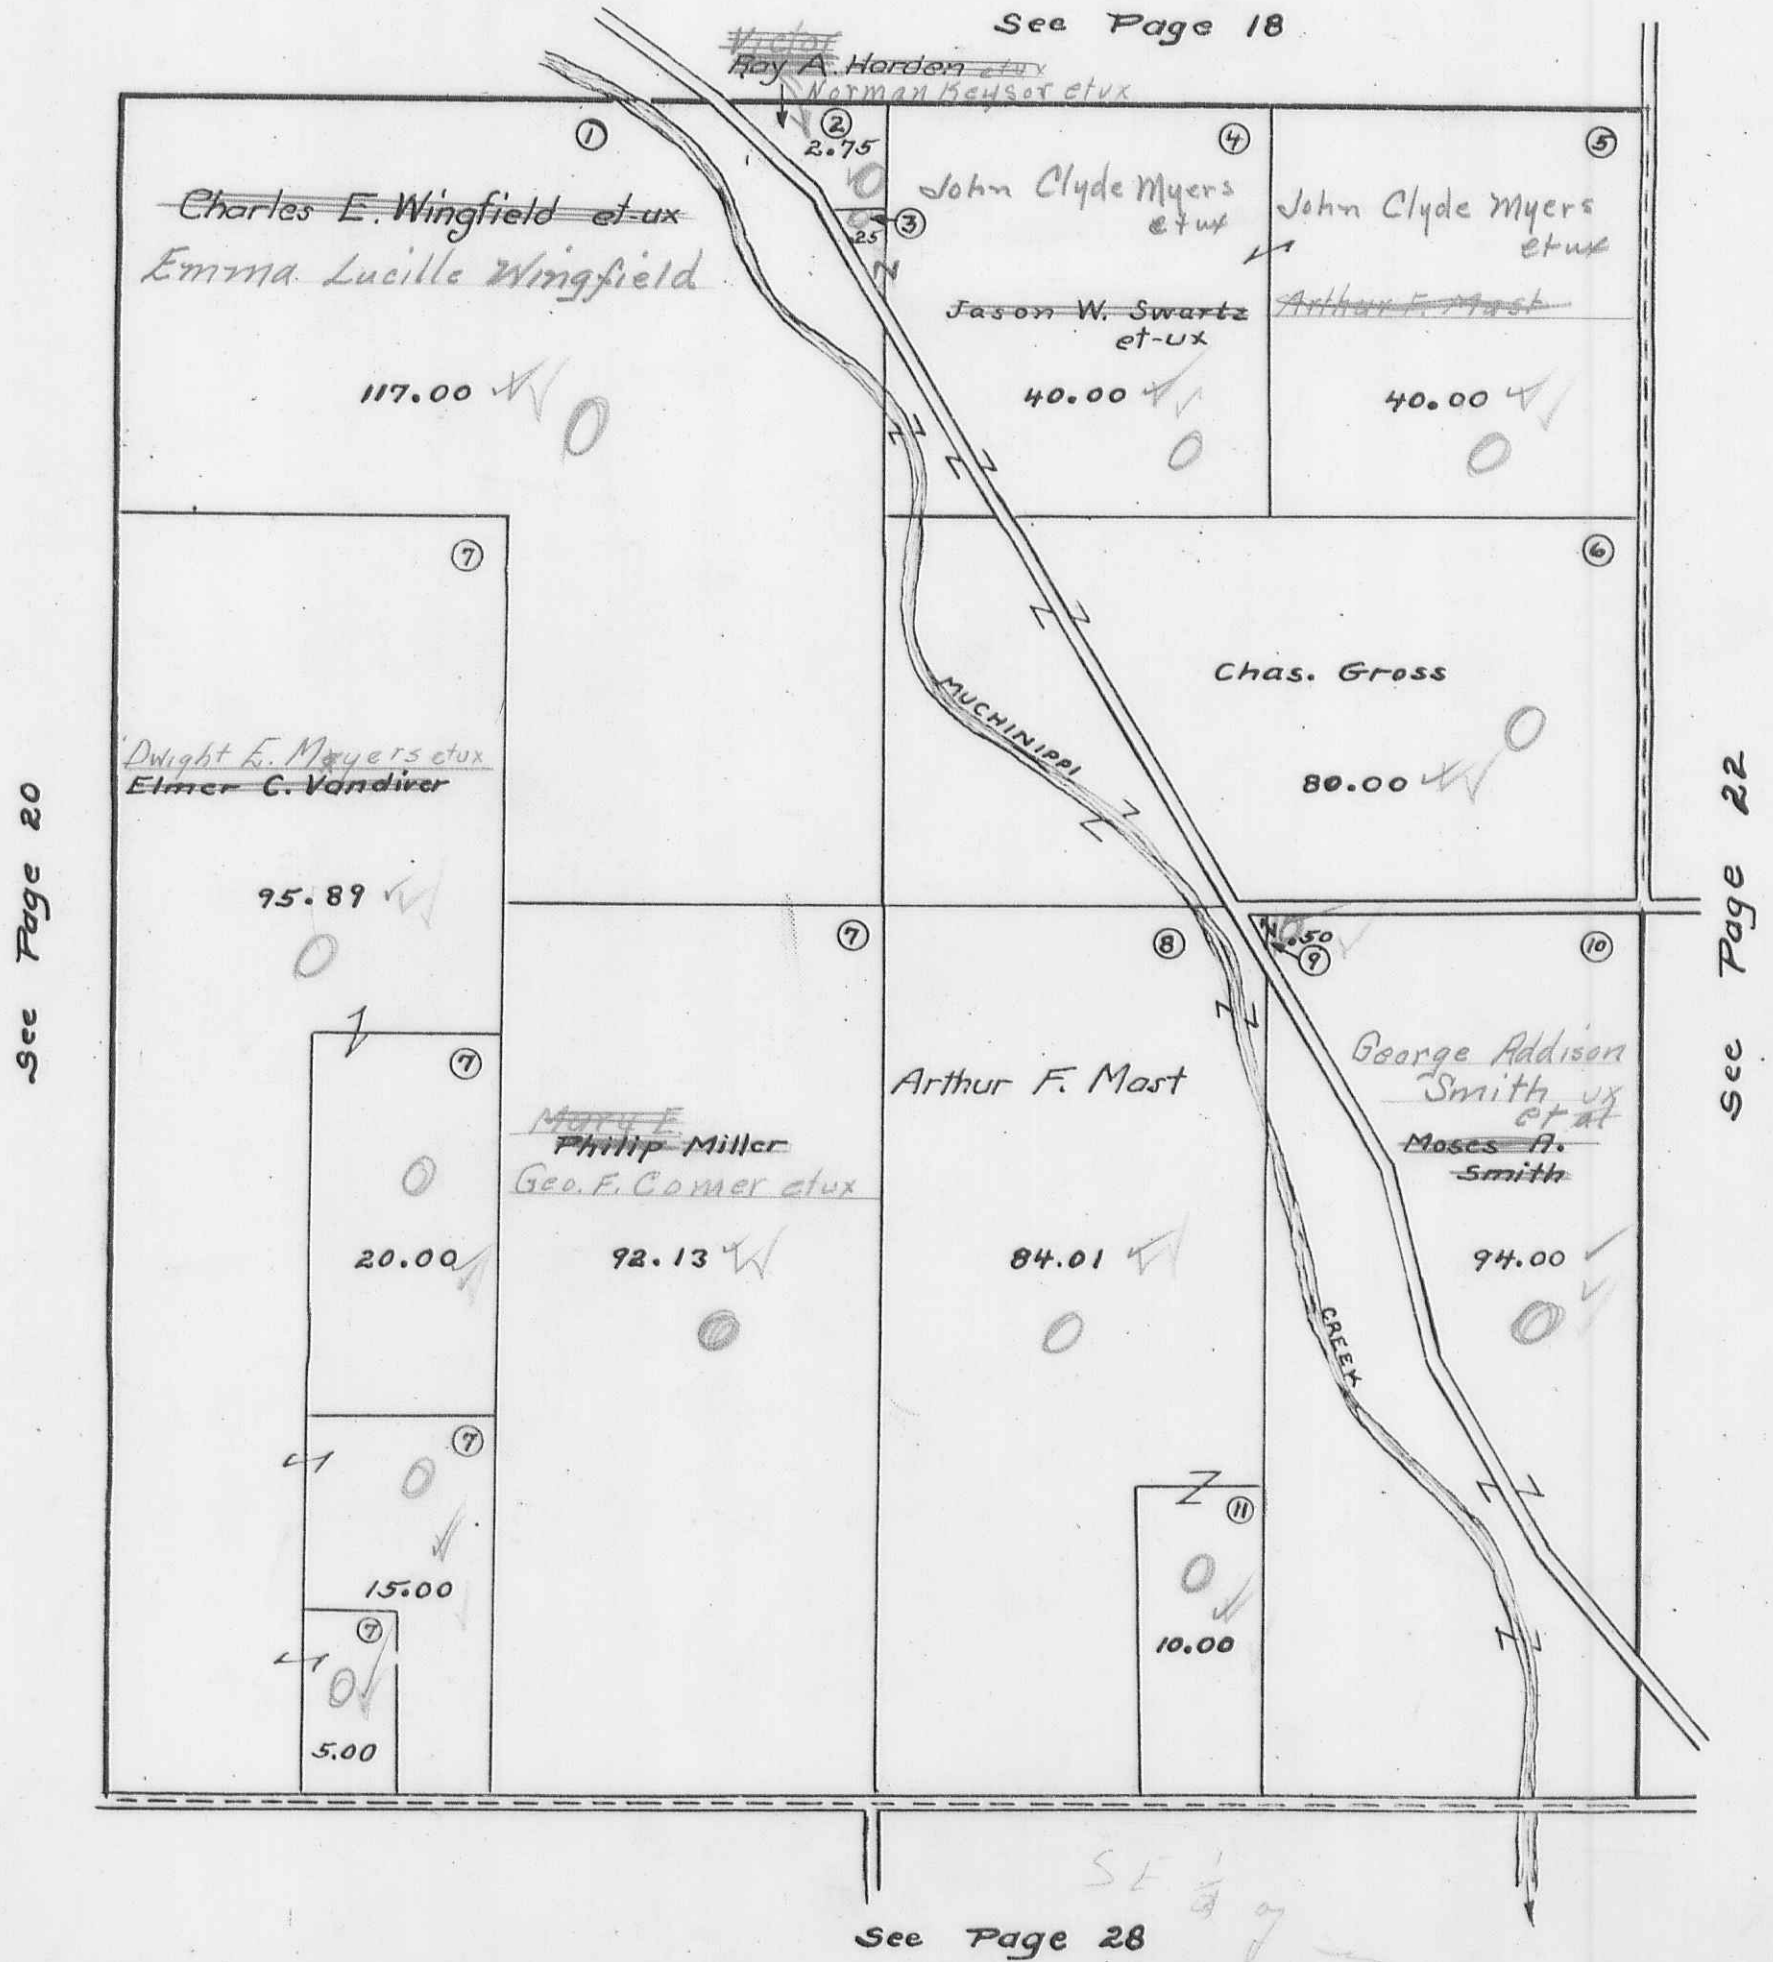 See Page 18
Victor
Roy A. Harden etux
Norman Keysor etux
①
②
2.75
③
.25
④
⑤
Charles E. Wingfield et-ux
Emma Lucille Wingfield
117.00
John Clyde Myers
etux
Jason W. Swartz
et-ux
40.00
John Clyde Myers
etux
Arthur F. Mast
40.00
⑦
⑥
Chas. Gross
80.00
MUCHINIPPI
Dwight E. Meyers etux
Elmer C. Vandiver
95.89
See Page 20
See Page 22
⑦
⑧
.50
⑨
⑩
⑦
20.00
Mary E
Philip Miller
Geo. F. Comer etux
92.13
Arthur F. Mast
84.01
George Addison
Smith ux
et al
Moses A.
Smith
94.00
CREEK
⑦
15.00
⑦
5.00
⑪
10.00
SE
See Page 28